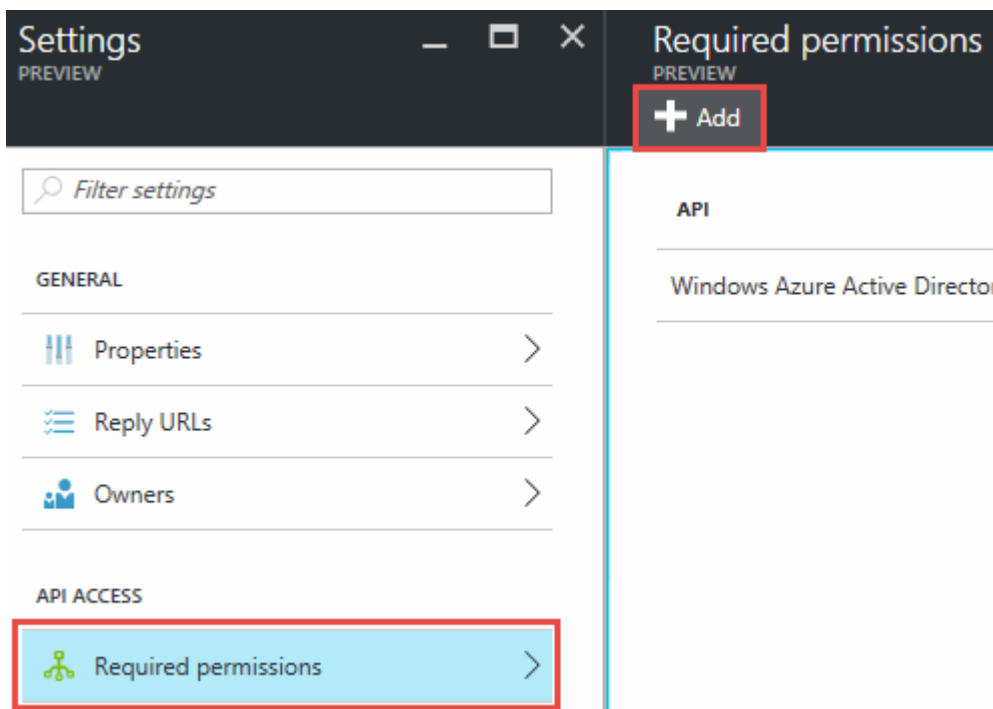 Settings
PREVIEW
Filter settings
GENERAL
Properties
Reply URLs
Owners
API ACCESS
Required permissions
Required permissions
PREVIEW
Add
API
Windows Azure Active Director